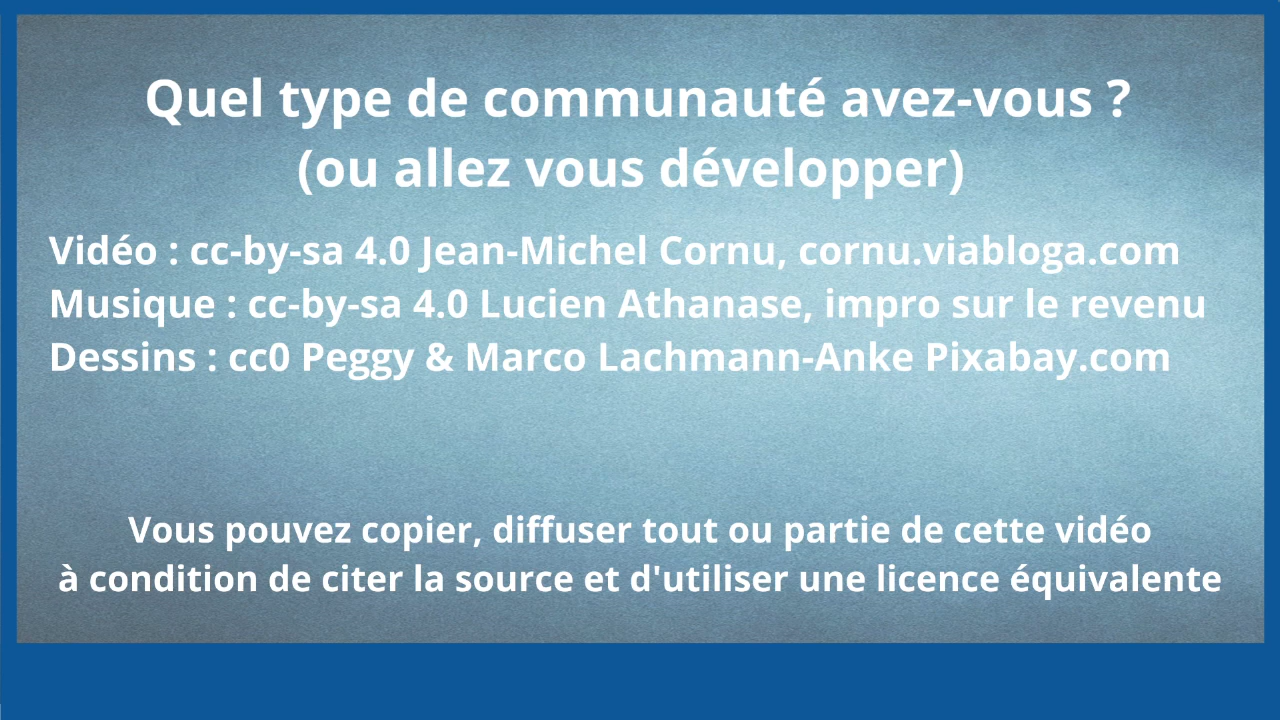 Quel type de communauté avez-vous ?
(ou allez vous développer)
Vidéo : cc-by-sa 4.0 Jean-Michel Cornu, cornu.viabloga.com
Musique : cc-by-sa 4.0 Lucien Athanase, impro sur le revenu
Dessins : cc0 Peggy & Marco Lachmann-Anke Pixabay.com
Vous pouvez copier, diffuser tout ou partie de cette vidéo
à condition de citer la source et d'utiliser une licence équivalente